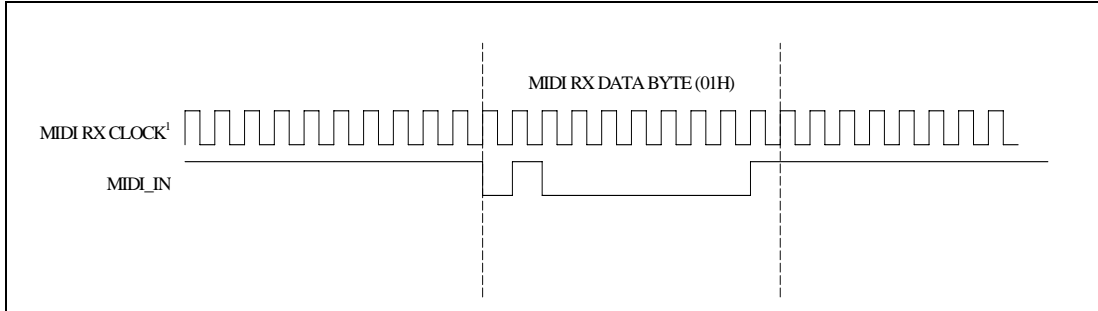 MIDI RX DATA BYTE (01H)
MIDI RX CLOCK¹
MIDI_IN